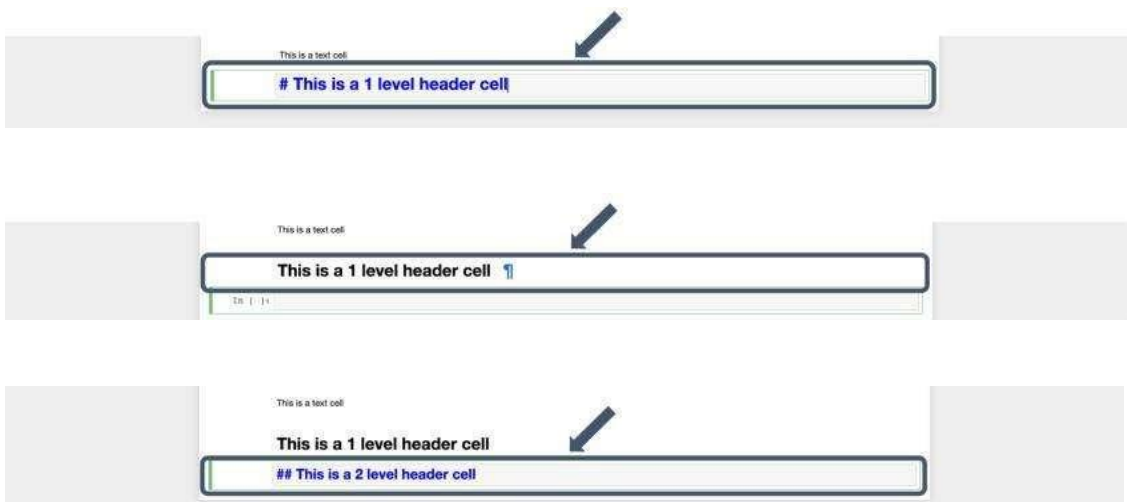 This is a text cell
# This is a 1 level header cell
This is a text cell
This is a 1 level header cell ¶
In [ ]:
This is a text cell
This is a 1 level header cell
## This is a 2 level header cell